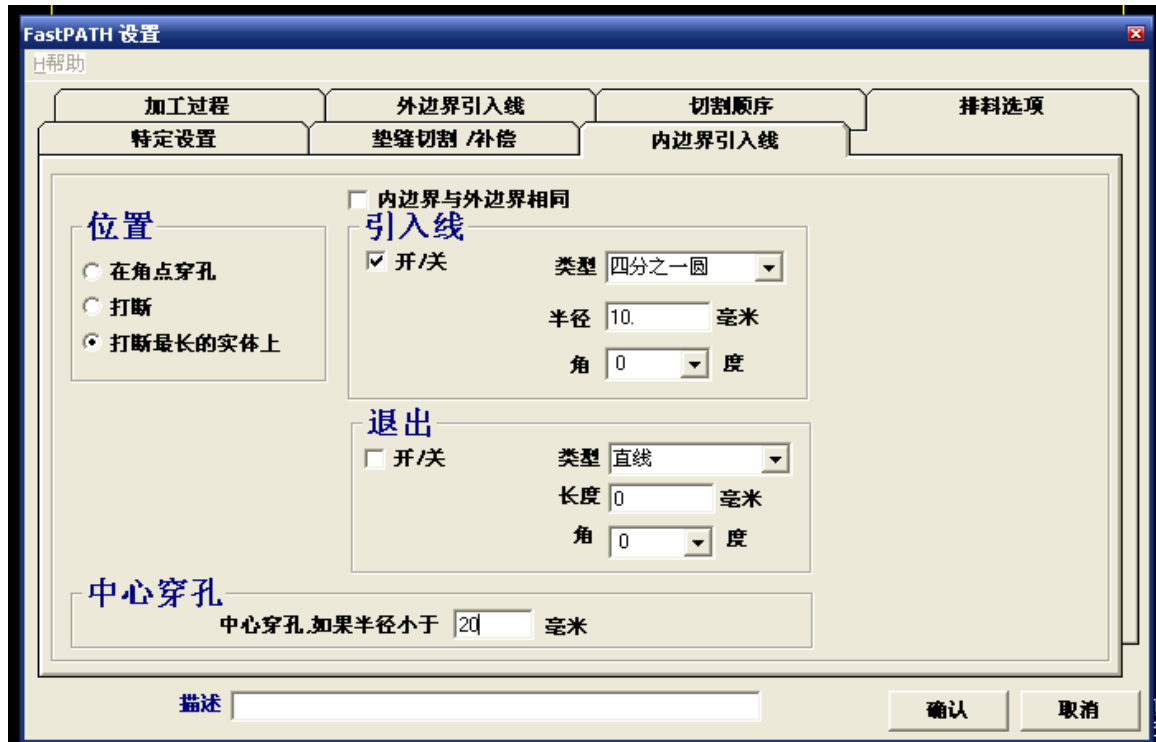 FastPATH 设置
H帮助
加工过程 外边界引入线 切割顺序 排料选项
特定设置 垫缝切割 /补偿 内边界引入线
内边界与外边界相同
位置
在角点穿孔
打断
打断最长的实体上
引入线
开/关 类型 四分之一圆
半径 10. 毫米
角 0 度
退出
开/关 类型 直线
长度 0 毫米
角 0 度
中心穿孔
中心穿孔,如果半径小于 20 毫米
描述
确认 取消